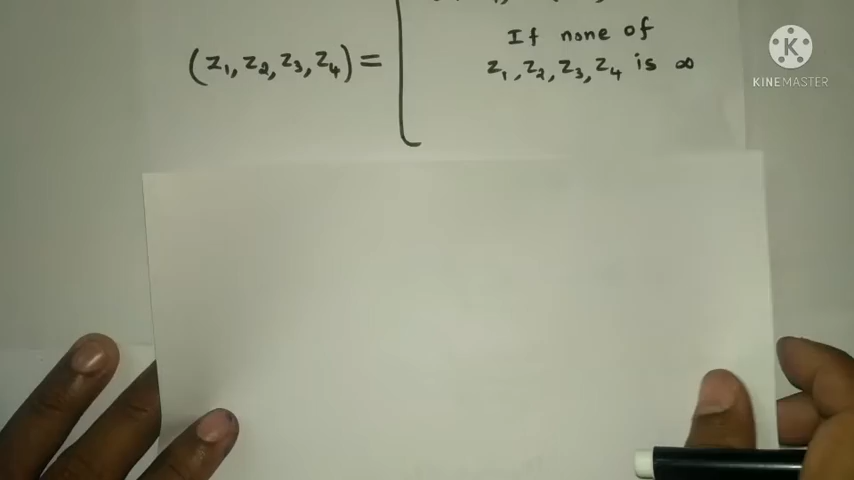 If none of
(z1, z2, z3, z4) =
z1, z2, z3, z4 is ∞
K
KINEMASTER